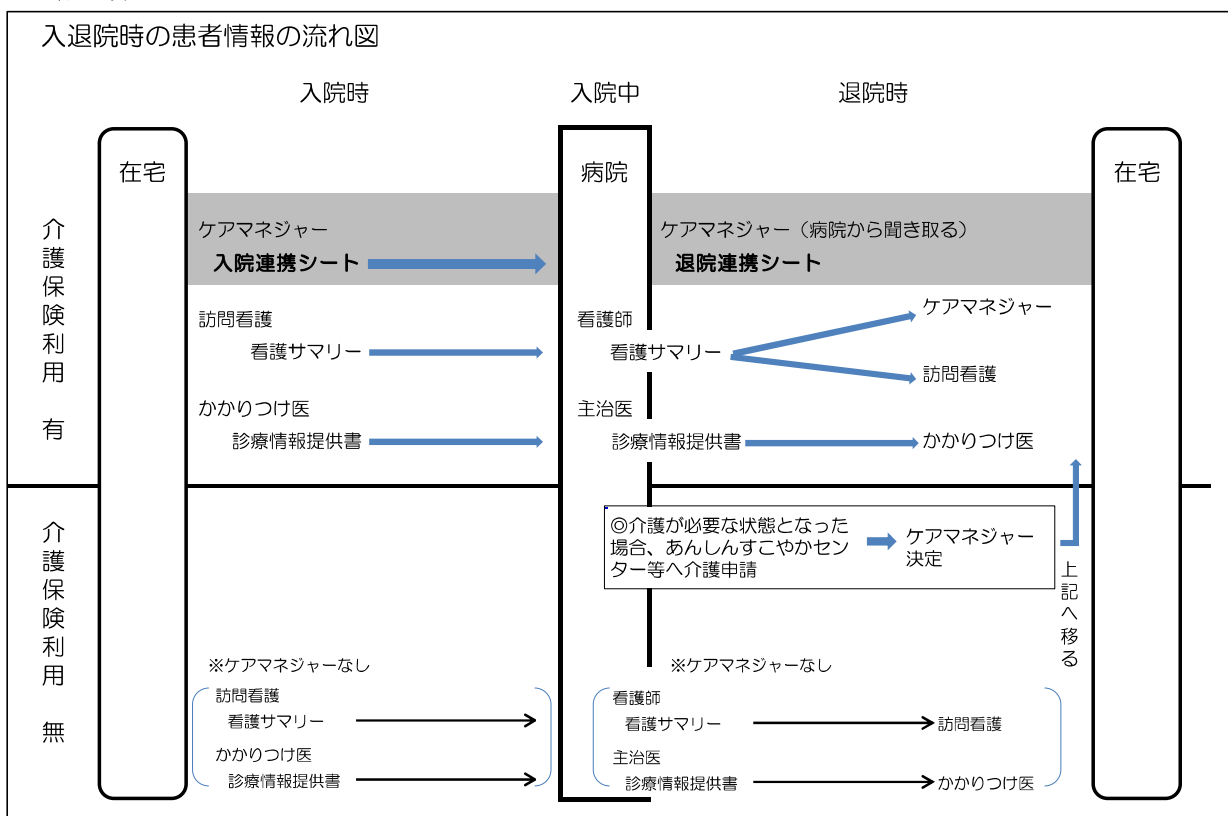 入退院時の患者情報の流れ図
入院時
入院中
退院時
在宅
病院
在宅
介護保険利用 有
ケアマネジャー
入院連携シート
ケアマネジャー（病院から聞き取る）
退院連携シート
訪問看護
看護サマリー
看護師
看護サマリー
ケアマネジャー
訪問看護
かかりつけ医
診療情報提供書
主治医
診療情報提供書
かかりつけ医
介護保険利用 無
◎介護が必要な状態となった
場合、あんしんすこやかセン
ター等へ介護申請
ケアマネジャー
決定
上記へ移る
※ケアマネジャーなし
訪問看護
看護サマリー
かかりつけ医
診療情報提供書
※ケアマネジャーなし
看護師
看護サマリー
訪問看護
主治医
診療情報提供書
かかりつけ医